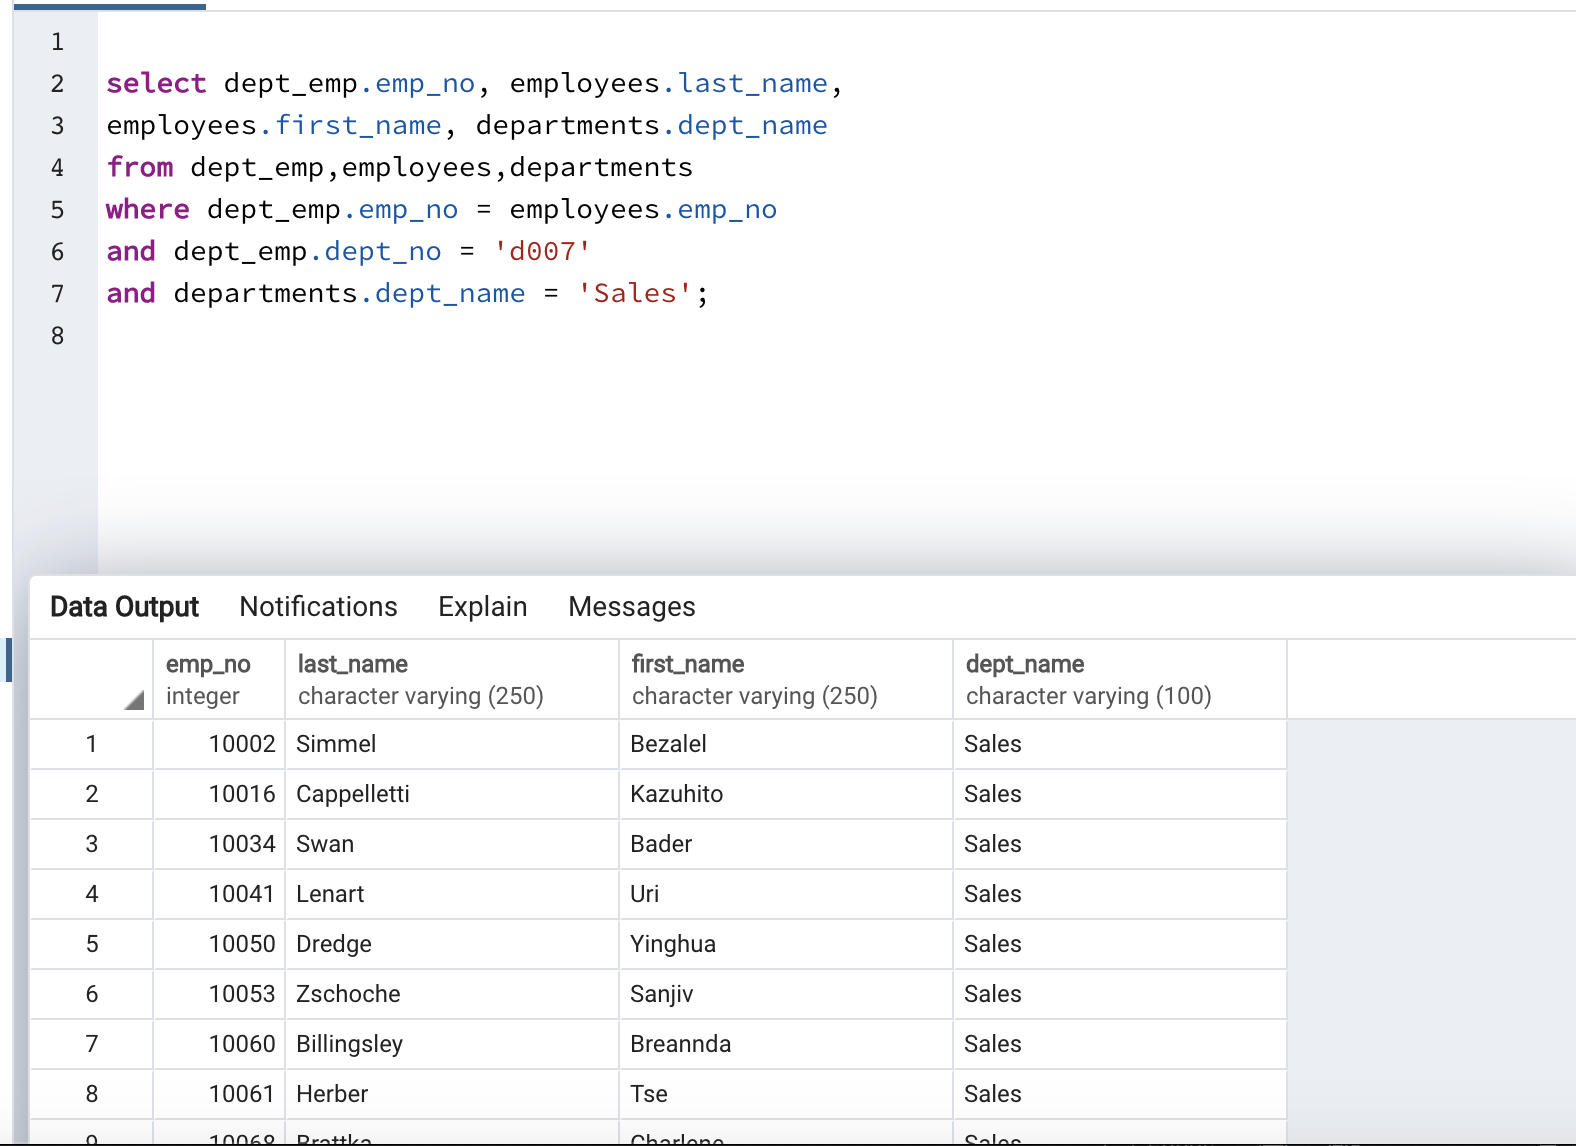 1
2 select dept_emp.emp_no, employees.last_name,
3 employees.first_name, departments.dept_name
4 from dept_emp,employees,departments
5 where dept_emp.emp_no = employees.emp_no
6 and dept_emp.dept_no = 'd007'
7 and departments.dept_name = 'Sales';
8
Data Output Notifications Explain Messages
emp_no last_name first_name dept_name
integer character varying (250) character varying (250) character varying (100)
1 10002 Simmel Bezalel Sales
2 10016 Cappelletti Kazuhito Sales
3 10034 Swan Bader Sales
4 10041 Lenart Uri Sales
5 10050 Dredge Yinghua Sales
6 10053 Zschoche Sanjiv Sales
7 10060 Billingsley Breannda Sales
8 10061 Herber Tse Sales
9 10068 Brattka Charlene Sales